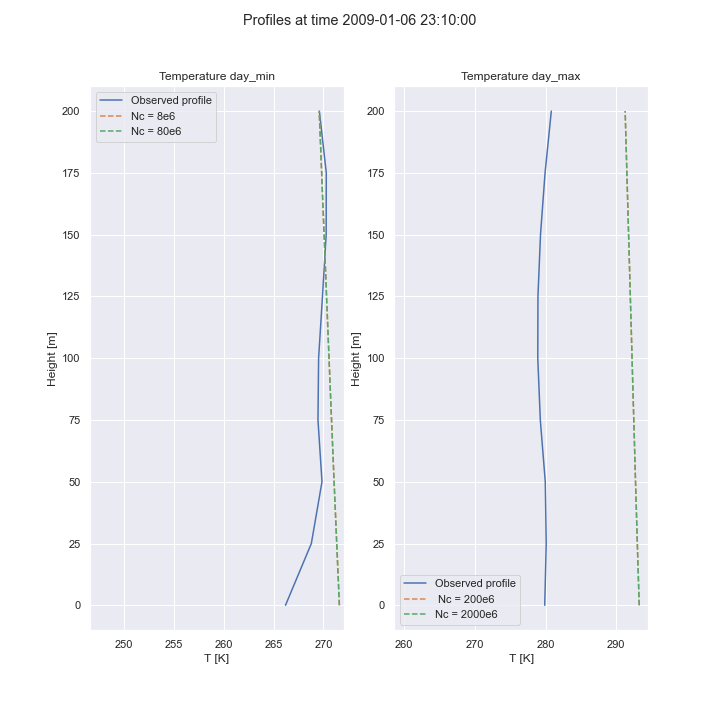 Profiles at time 2009-01-06 23:10:00
Temperature day_min
Observed profile
Nc = 8e6
Nc = 80e6
200
175
150
125
100
75
50
25
0
Height [m]
250 255 260 265 270
T [K]
Temperature day_max
200
175
150
125
100
75
50
25
0
Height [m]
Observed profile
Nc = 200e6
Nc = 2000e6
260 270 280 290
T [K]